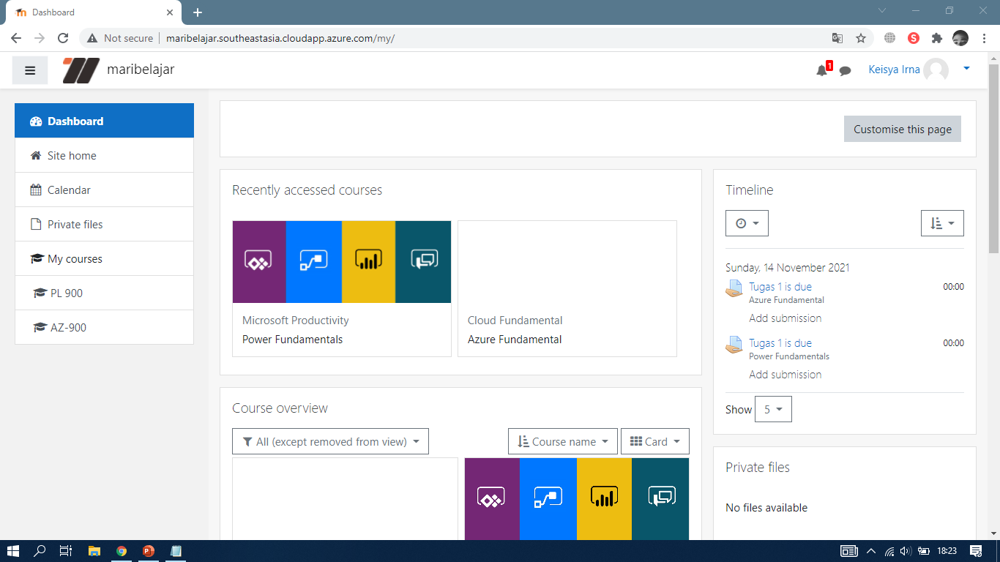 Dashboard
Not secure
maribelajar.southeastasia.cloudapp.azure.com/my/
maribelajar
1
Keisya Irna
Dashboard
Site home
Calendar
Private files
My courses
PL 900
AZ-900
Customise this page
Recently accessed courses
Microsoft Productivity
Power Fundamentals
Cloud Fundamental
Azure Fundamental
Course overview
All (except removed from view)
Course name
Card
Timeline
Sunday, 14 November 2021
Tugas 1 is due 00:00
Azure Fundamental
Add submission
Tugas 1 is due 00:00
Power Fundamentals
Add submission
Show 5
Private files
No files available
18:23